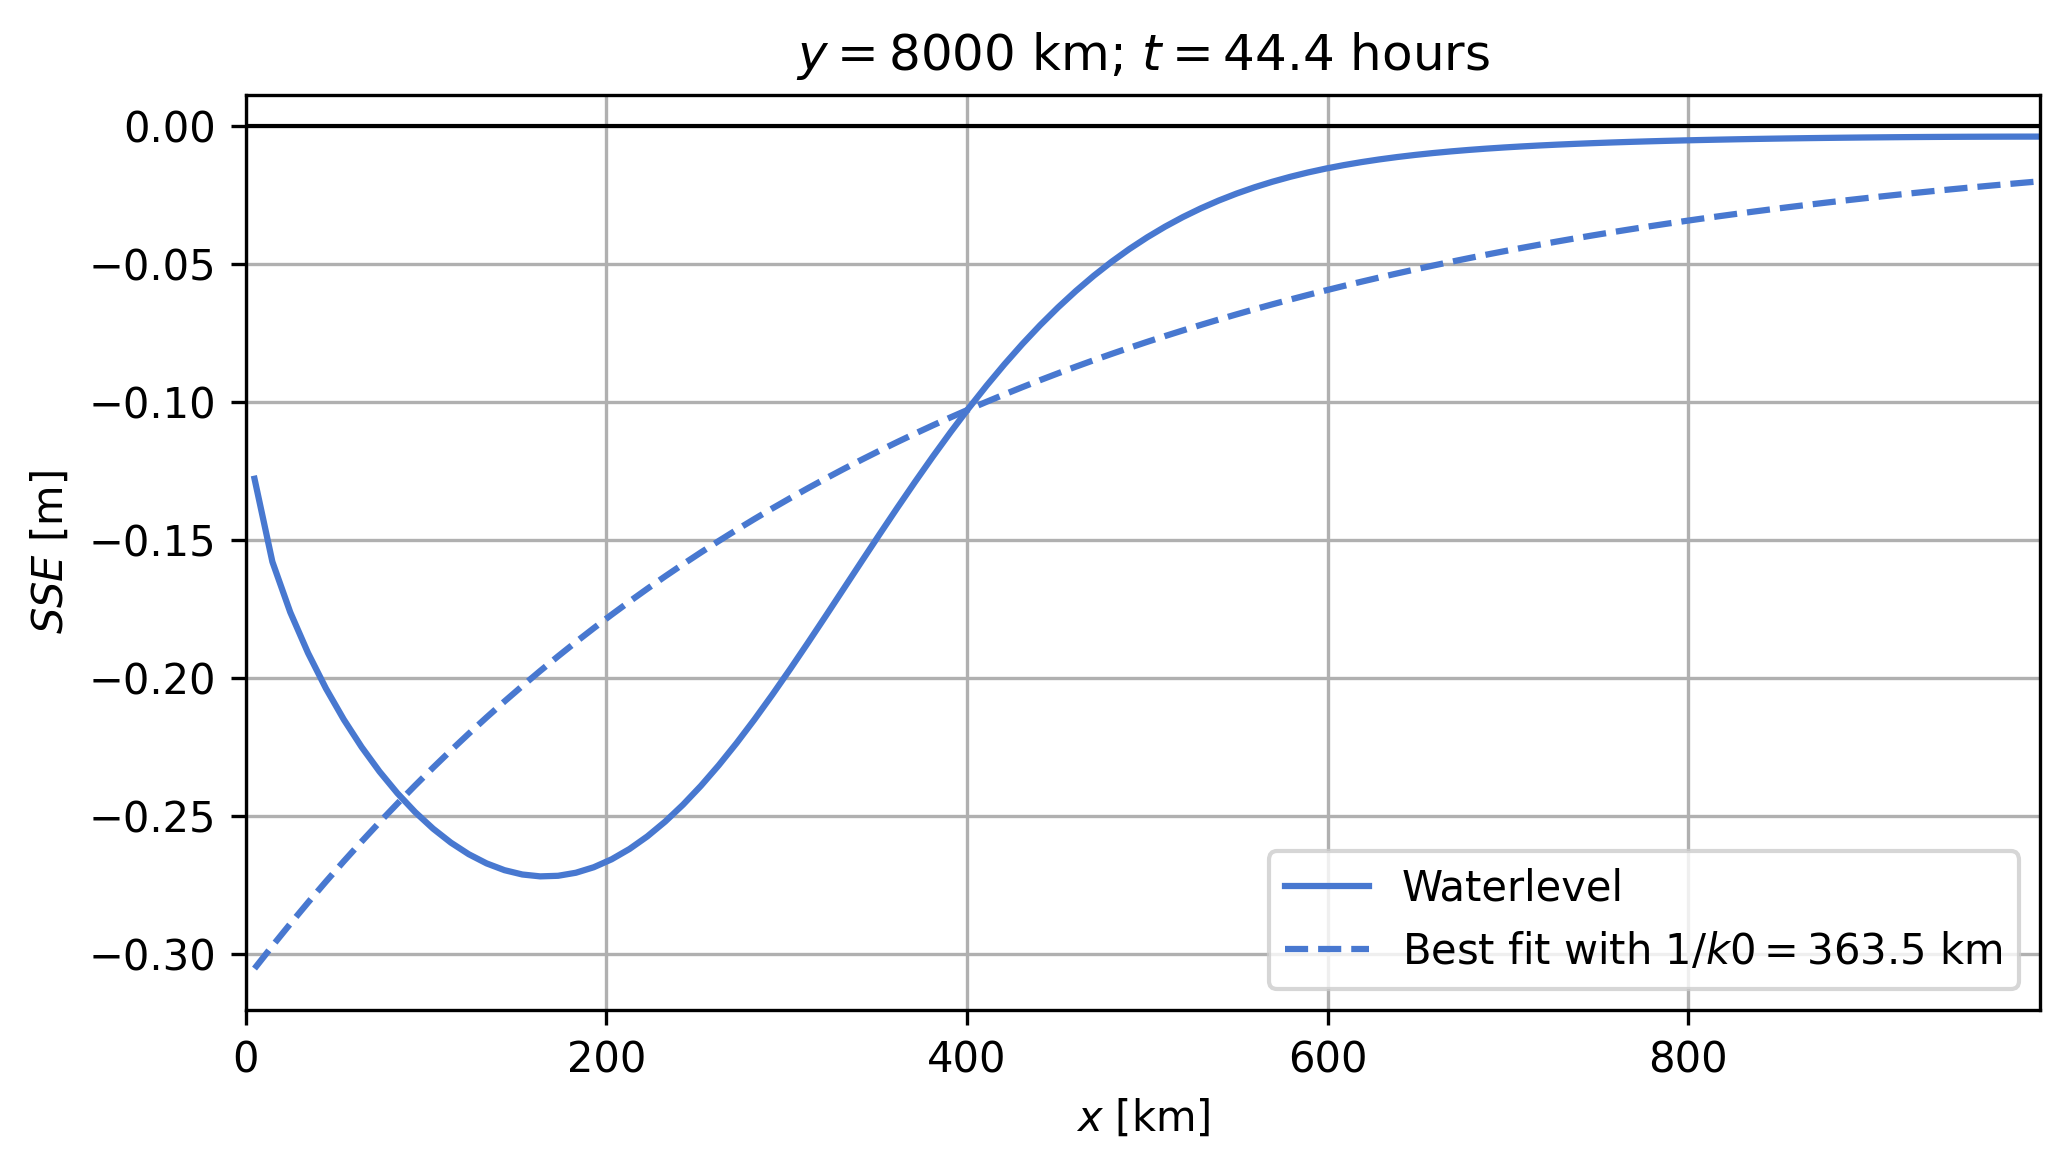 y = 8000 km; t = 44.4 hours
0.00
−0.05
−0.10
−0.15
−0.20
−0.25
−0.30
SSE [m]
Waterlevel
Best fit with 1/k0 = 363.5 km
0 200 400 600 800
x [km]